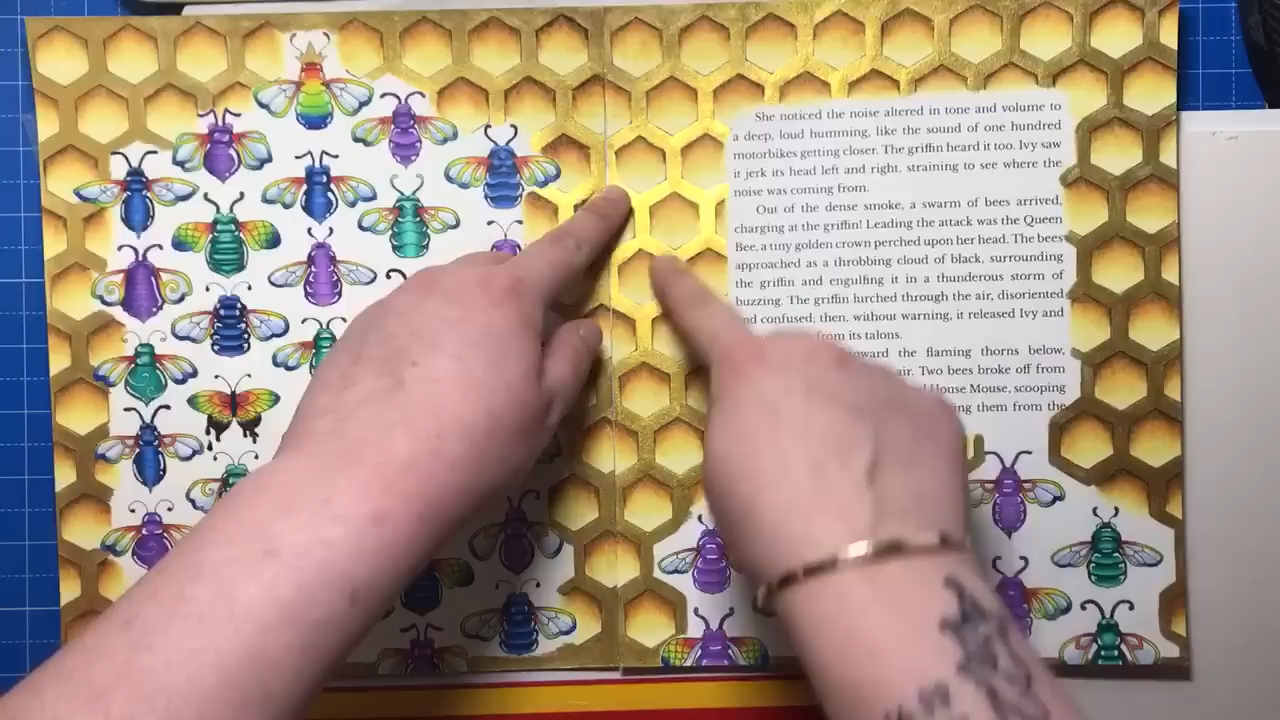 She noticed the noise altered in tone and volume to
a deep, loud humming, like the sound of one hundred
motorbikes getting closer. The griffin heard it too. Ivy saw
it jerk its head left and right, straining to see where the
noise was coming from.
Out of the dense smoke, a swarm of bees arrived,
charging at the griffin! Leading the attack was the Queen
Bee, a tiny golden crown perched upon her head. The bees
approached as a throbbing cloud of black, surrounding
the griffin and engulfing it in a thunderous storm of
buzzing. The griffin lurched through the air, disoriented
and confused; then, without warning, it released Ivy and
from its talons.
toward the flaming thorns below,
air. Two bees broke off from
House Mouse, scooping
them from the